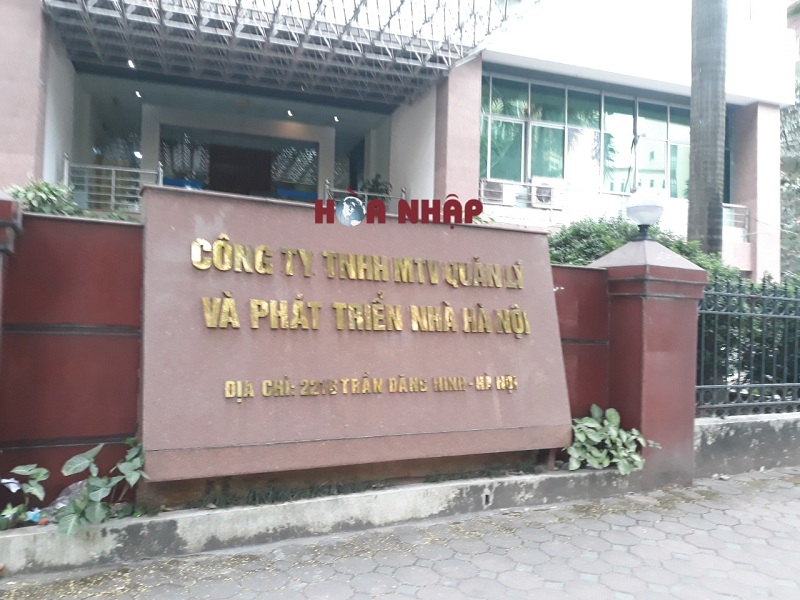 HÒA NHẬP
CÔNG TY TNHH MTV QUẢN LÍ
VÀ PHÁT TRIỂN NHÀ HÀ NỘI
ĐỊA CHỈ: 221B TRẦN ĐĂNG NINH - HÀ NỘI